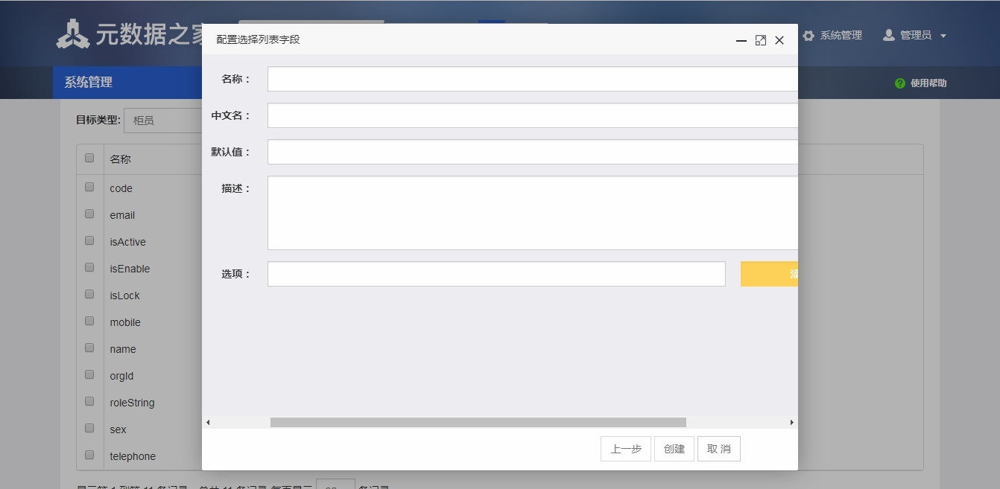 元数据之家
系统管理
管理员
系统管理
使用帮助
目标类型:
柜员
名称
code
email
isActive
isEnable
isLock
mobile
name
orgId
roleString
sex
telephone
配置选择列表字段
名称：
中文名：
默认值：
描述：
选项：
上一步
创建
取 消